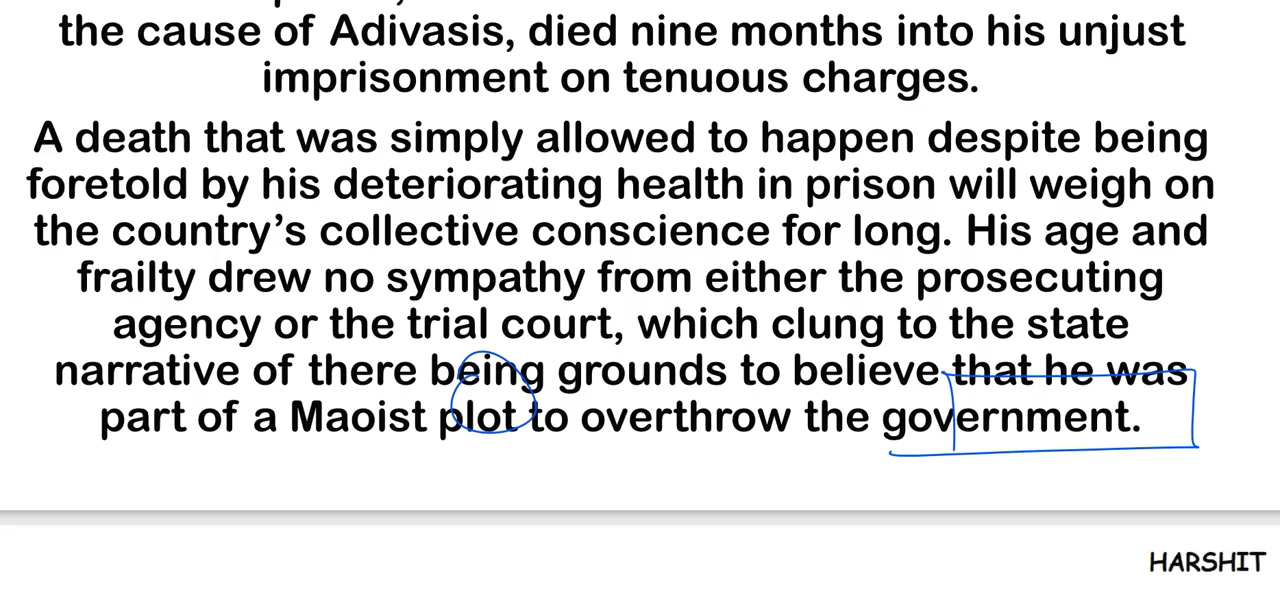 the cause of Adivasis, died nine months into his unjust
imprisonment on tenuous charges.
A death that was simply allowed to happen despite being
foretold by his deteriorating health in prison will weigh on
the country’s collective conscience for long. His age and
frailty drew no sympathy from either the prosecuting
agency or the trial court, which clung to the state
narrative of there being grounds to believe that he was
part of a Maoist plot to overthrow the government.
HARSHIT